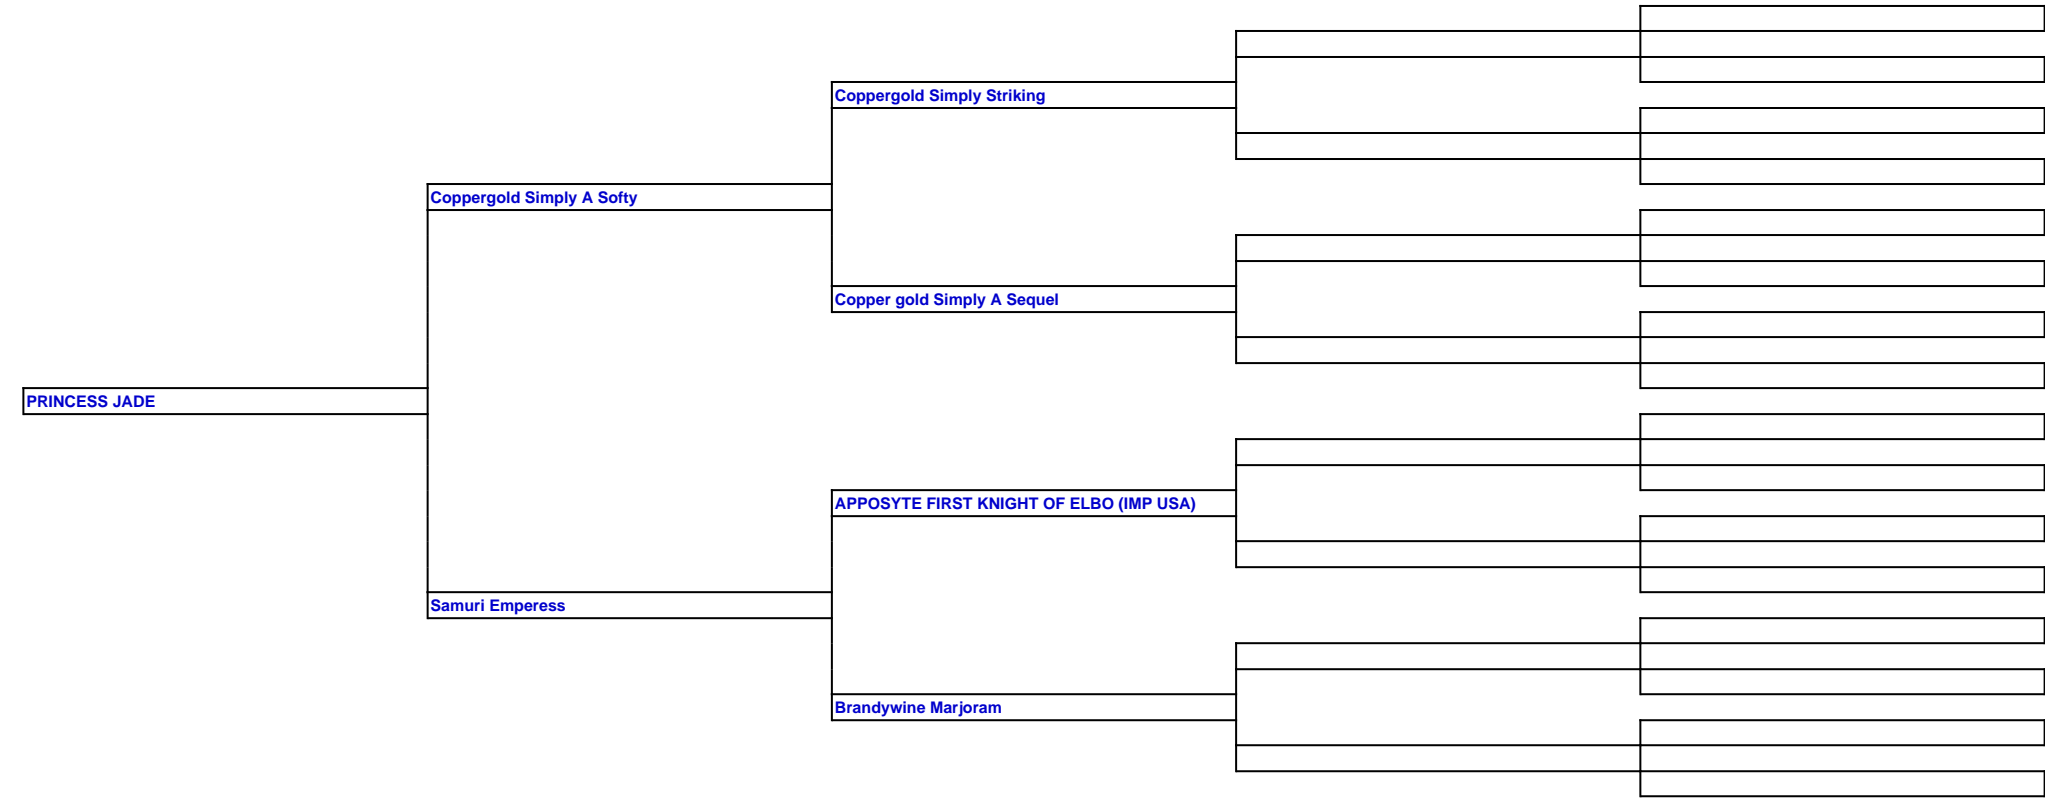 Coppergold Simply Striking
Coppergold Simply A Softy
Copper gold Simply A Sequel
PRINCESS JADE
APPOSYTE FIRST KNIGHT OF ELBO (IMP USA)
Samuri Emperess
Brandywine Marjoram